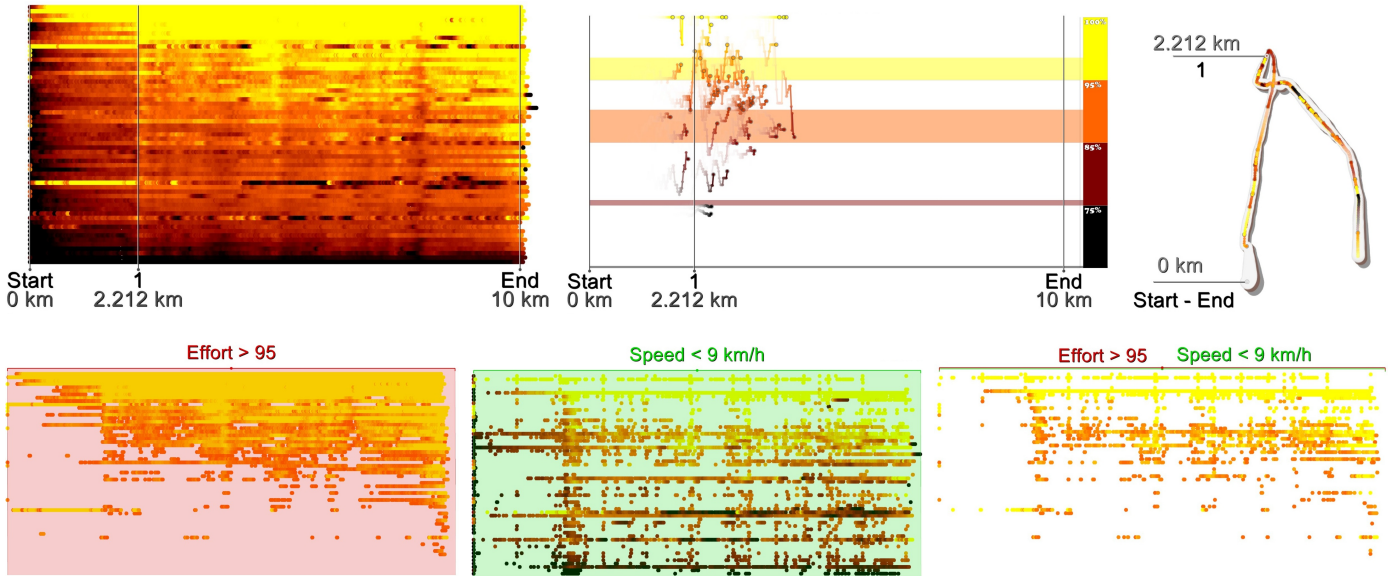 100%
95%
85%
75%
Start
0 km
1
2.212 km
End
10 km
Start
0 km
1
2.212 km
End
10 km
2.212 km
1
0 km
Start - End
Effort > 95
Speed < 9 km/h
Effort > 95 Speed < 9 km/h